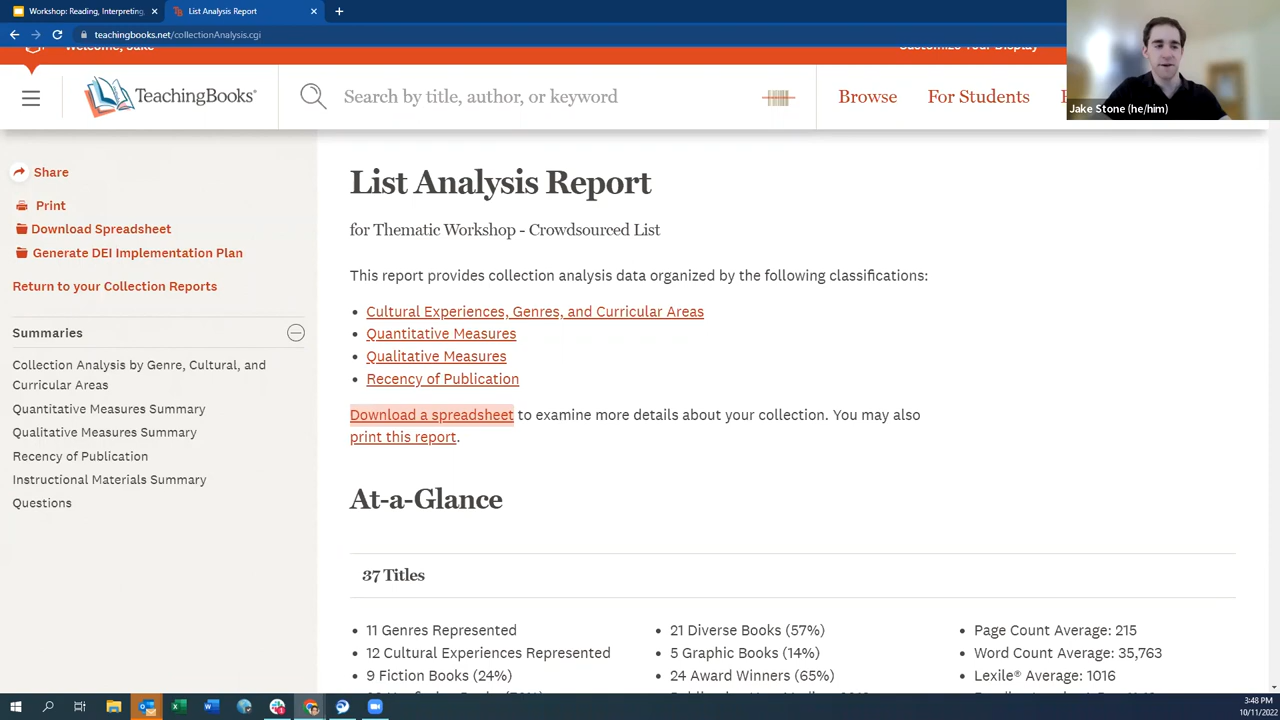 Workshop: Reading, Interpreting,
List Analysis Report
teachingbooks.net/collectionAnalysis.cgi
Welcome, Jake
Customize Your Display
TeachingBooks®
Search by title, author, or keyword
Browse
For Students
Jake Stone (he/him)
Share
Print
Download Spreadsheet
Generate DEI Implementation Plan
Return to your Collection Reports
Summaries
Collection Analysis by Genre, Cultural, and
Curricular Areas
Quantitative Measures Summary
Qualitative Measures Summary
Recency of Publication
Instructional Materials Summary
Questions
List Analysis Report
for Thematic Workshop - Crowdsourced List
This report provides collection analysis data organized by the following classifications:
• Cultural Experiences, Genres, and Curricular Areas
• Quantitative Measures
• Qualitative Measures
• Recency of Publication
Download a spreadsheet to examine more details about your collection. You may also
print this report.
At-a-Glance
37 Titles
• 11 Genres Represented
• 12 Cultural Experiences Represented
• 9 Fiction Books (24%)
• 21 Diverse Books (57%)
• 5 Graphic Books (14%)
• 24 Award Winners (65%)
• Page Count Average: 215
• Word Count Average: 35,763
• Lexile® Average: 1016
3:48 PM
10/11/2022